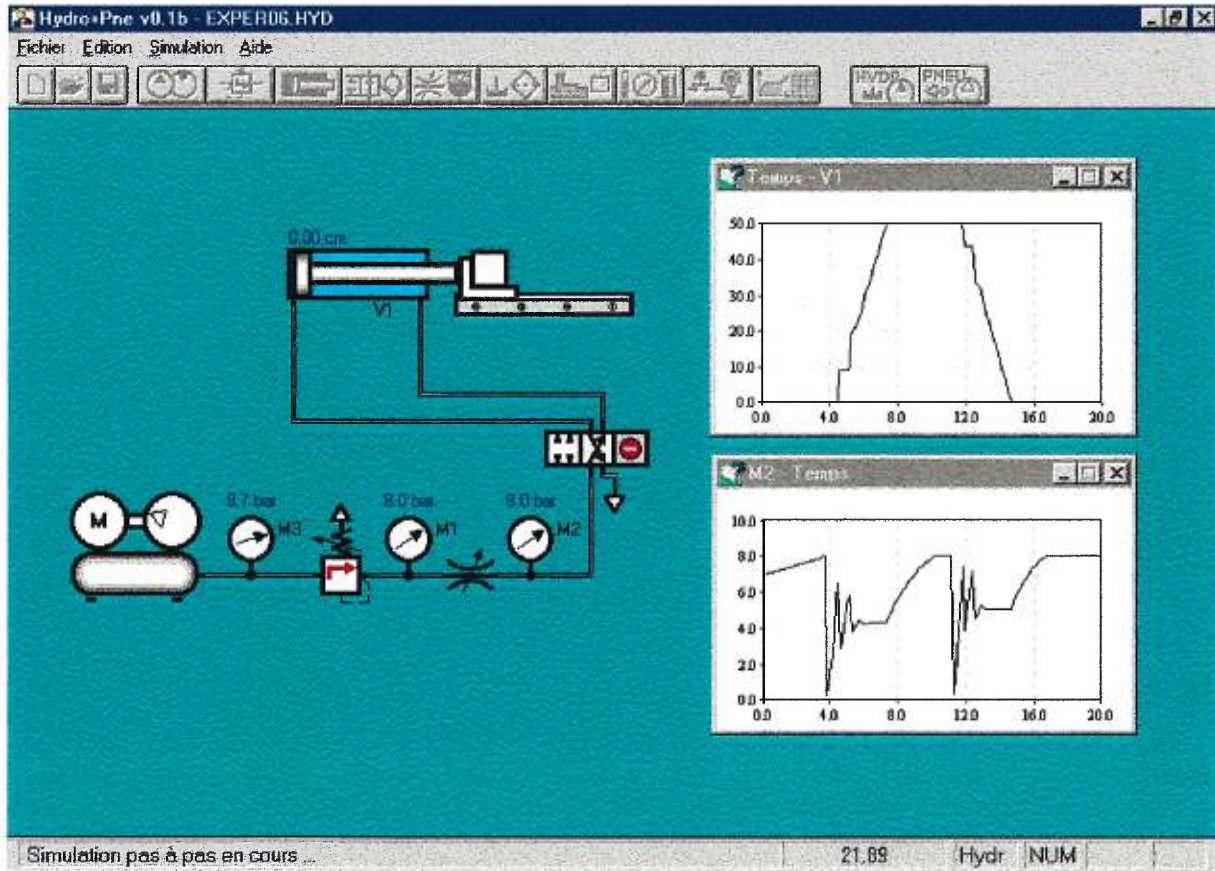 Hydro+Pne v0.1b - EXPER06.HYD
Fichier Edition Simulation Aide
HYDR PNEU
Temps - V1
50.0
40.0
30.0
20.0
10.0
0.0
0.0 4.0 8.0 12.0 16.0 20.0
0.00 cm
V1
M2 - Temps
10.0
8.0
6.0
4.0
2.0
0.0
0.0 4.0 8.0 12.0 16.0 20.0
M
M3
8.0 bar
M1
8.0 bar
M2
Simulation pas à pas en cours ...
21.89 Hydr NUM